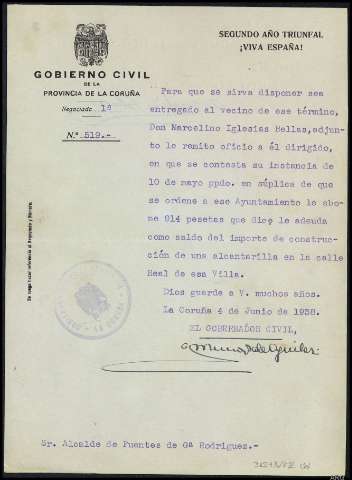 SEGUNDO AÑO TRIUNFAL
¡VIVA ESPAÑA!
GOBIERNO CIVIL
DE LA
PROVINCIA DE LA CORUÑA
Negociado 1º
N.º 519.-
Para que se sirva disponer sea
entregado al vecino de ese término,
Don Marcelino Iglesias Bellas,adjun-
to le remito oficio a él dirigido,
en que se contesta su instancia de
10 de mayo ppdo. en súplica de que
se ordene a ese Ayuntamiento le abo-
ne 914 pesetas que dice le adeuda
como saldo del importe de construc-
ción de una alcantarilla en la calle
Real de esa Villa.
Dios guarde a V. muchos años.
La Coruña 4 de Junio de 1938.
EL GOBERNADOR CIVIL,
Sr. Alcalde de Puentes de Gª Rodríguez.-